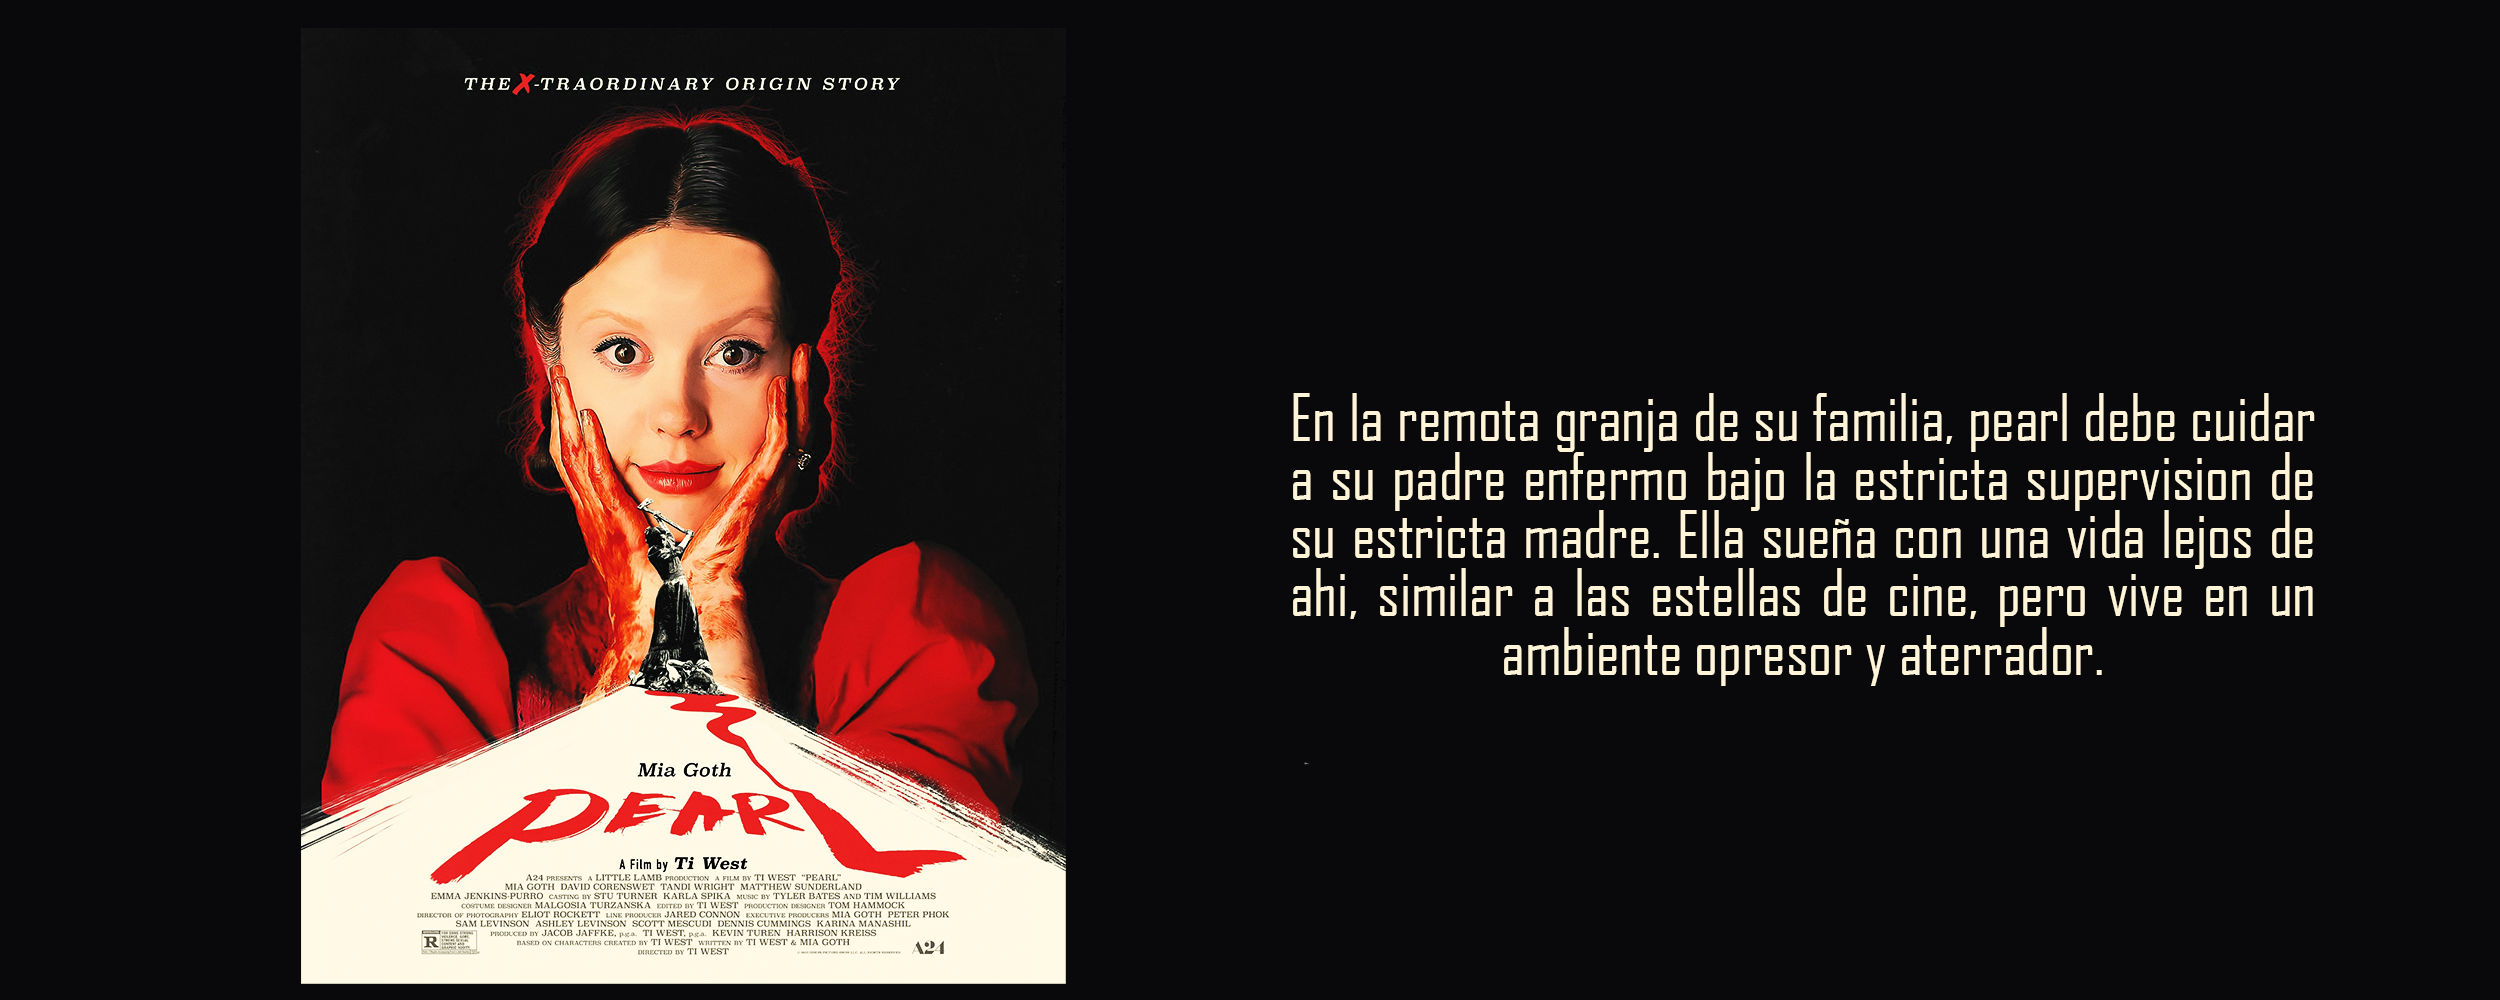 THE X-TRAORDINARY ORIGIN STORY
Mia Goth
PEARL
A Film by Ti West
A24 PRESENTS A LITTLE LAMB PRODUCTION A FILM BY TI WEST "PEARL"
MIA GOTH DAVID CORENSWET TANDI WRIGHT MATTHEW SUNDERLAND
EMMA JENKINS-PURRO CASTING BY STU TURNER KARLA SPIKA MUSIC BY TYLER BATES AND TIM WILLIAMS
COSTUME DESIGNER MALGOSIA TURZANSKA EDITED BY TI WEST PRODUCTION DESIGNER TOM HAMMOCK
DIRECTOR OF PHOTOGRAPHY ELIOT ROCKETT LINE PRODUCER JARED CONNON EXECUTIVE PRODUCERS MIA GOTH PETER PHOK
SAM LEVINSON ASHLEY LEVINSON SCOTT MESCUDI DENNIS CUMMINGS KARINA MANASHIL
PRODUCED BY JACOB JAFFKE, p.g.a. TI WEST, p.g.a. KEVIN TUREN HARRISON KREISS
BASED ON CHARACTERS CREATED BY TI WEST WRITTEN BY TI WEST & MIA GOTH
DIRECTED BY TI WEST
R
A24
En la remota granja de su familia, pearl debe cuidar
a su padre enfermo bajo la estricta supervision de
su estricta madre. Ella sueña con una vida lejos de
ahi, similar a las estellas de cine, pero vive en un
ambiente opresor y aterrador.